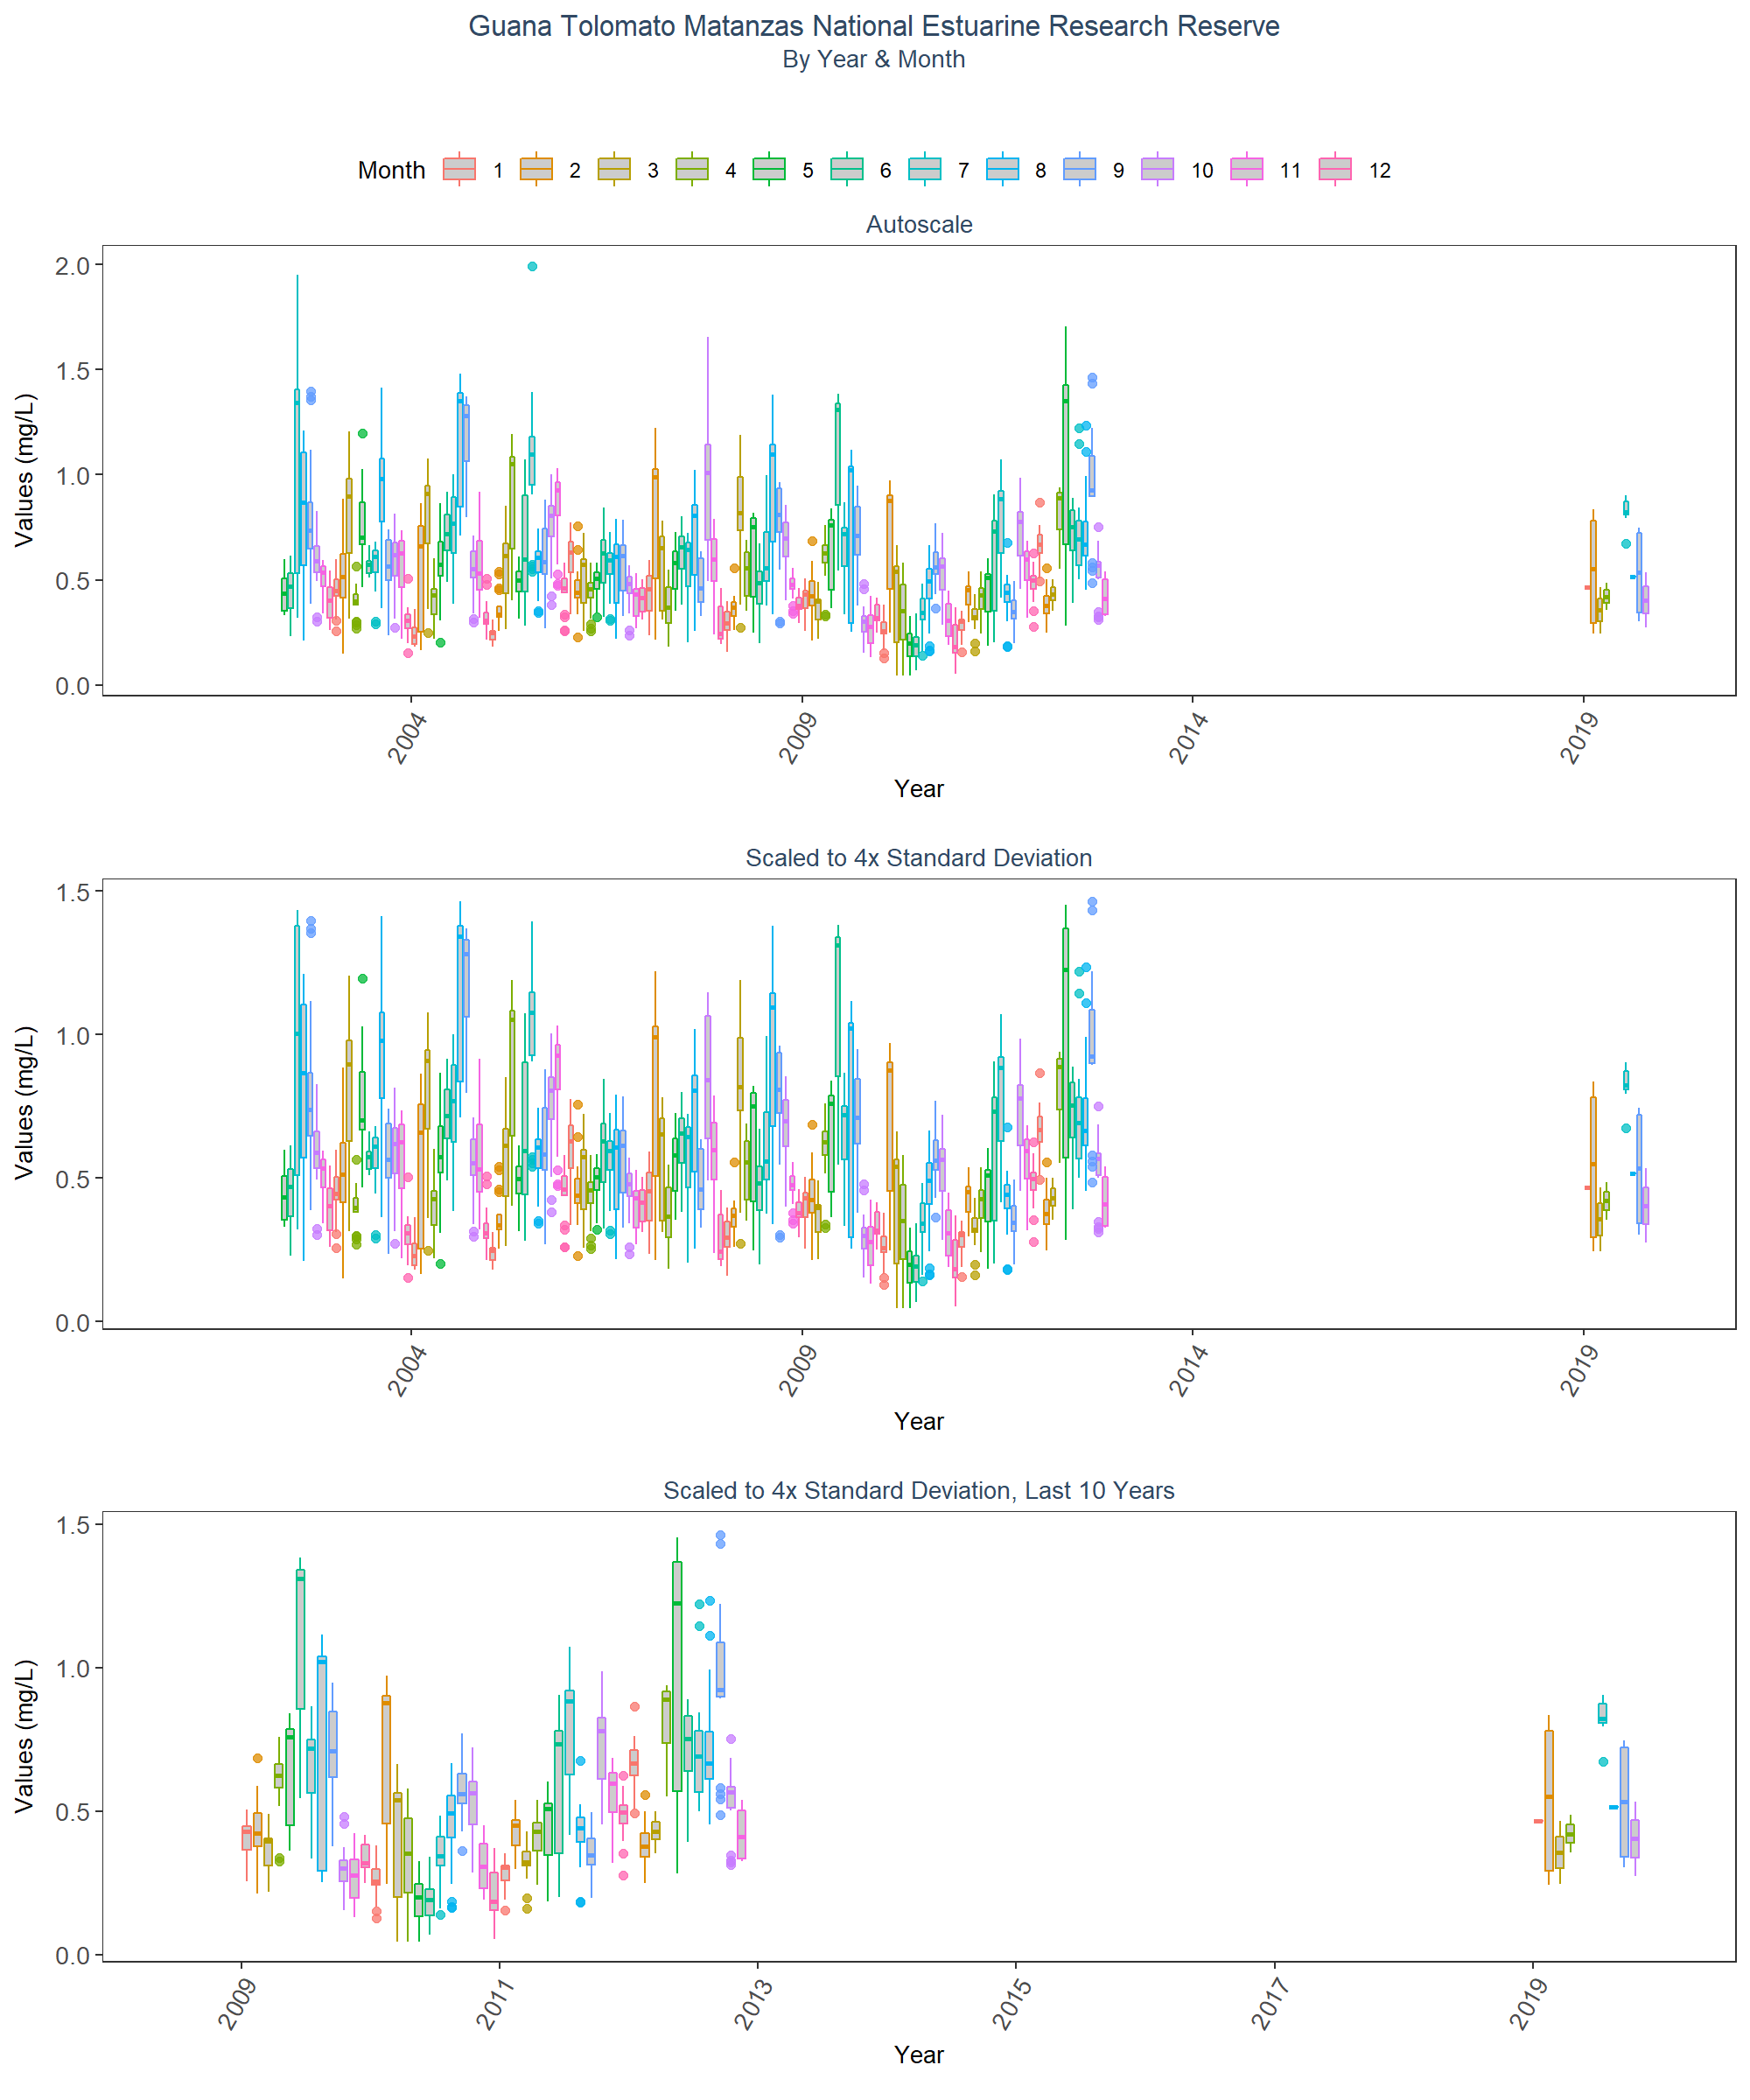 Guana Tolomato Matanzas National Estuarine Research Reserve
By Year & Month
Month 1 2 3 4 5 6 7 8 9 10 11 12
Autoscale
Values (mg/L)
2.0
1.5
1.0
0.5
0.0
2004 2009 2014 2019
Year
Scaled to 4x Standard Deviation
Values (mg/L)
1.5
1.0
0.5
0.0
2004 2009 2014 2019
Year
Scaled to 4x Standard Deviation, Last 10 Years
Values (mg/L)
1.5
1.0
0.5
0.0
2009 2011 2013 2015 2017 2019
Year